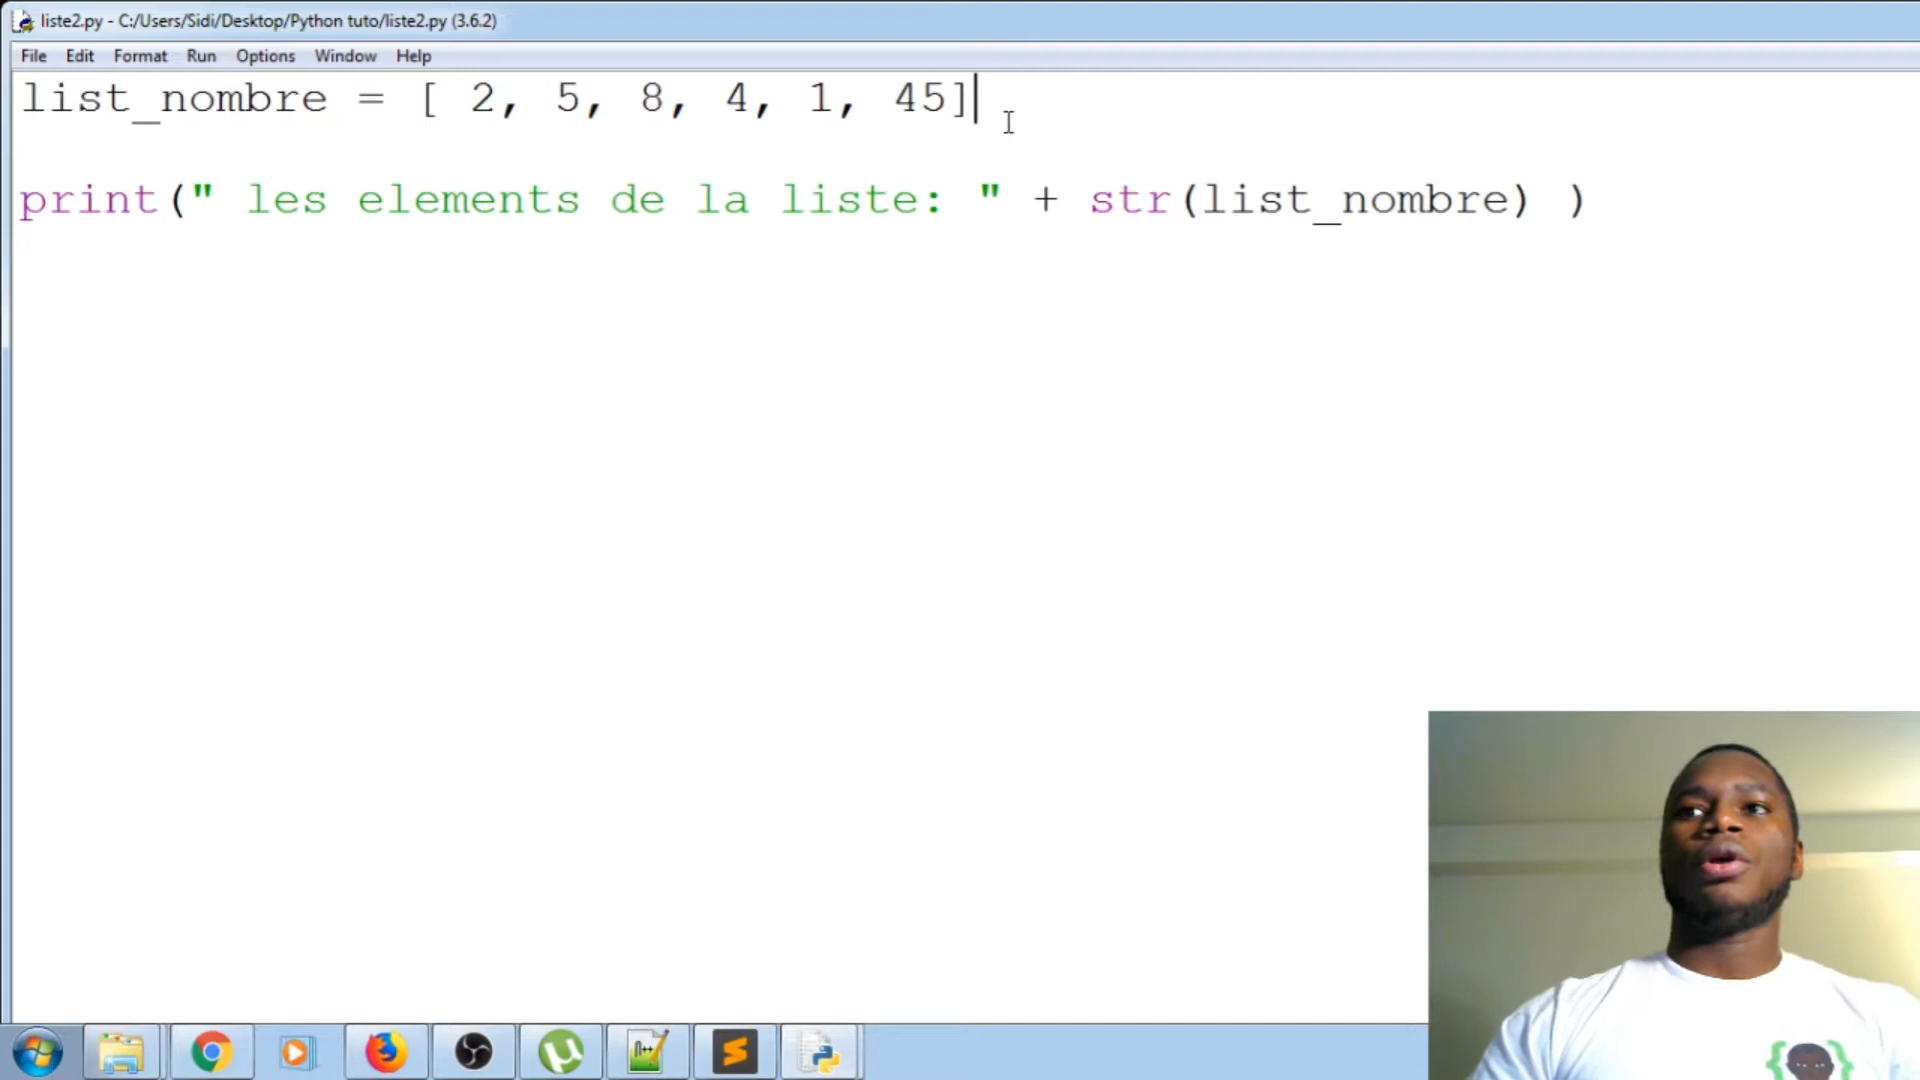 liste2.py - C:/Users/Sidi/Desktop/Python tuto/liste2.py (3.6.2)
File Edit Format Run Options Window Help
list_nombre = [ 2, 5, 8, 4, 1, 45]
print(" les elements de la liste: " + str(list_nombre) )